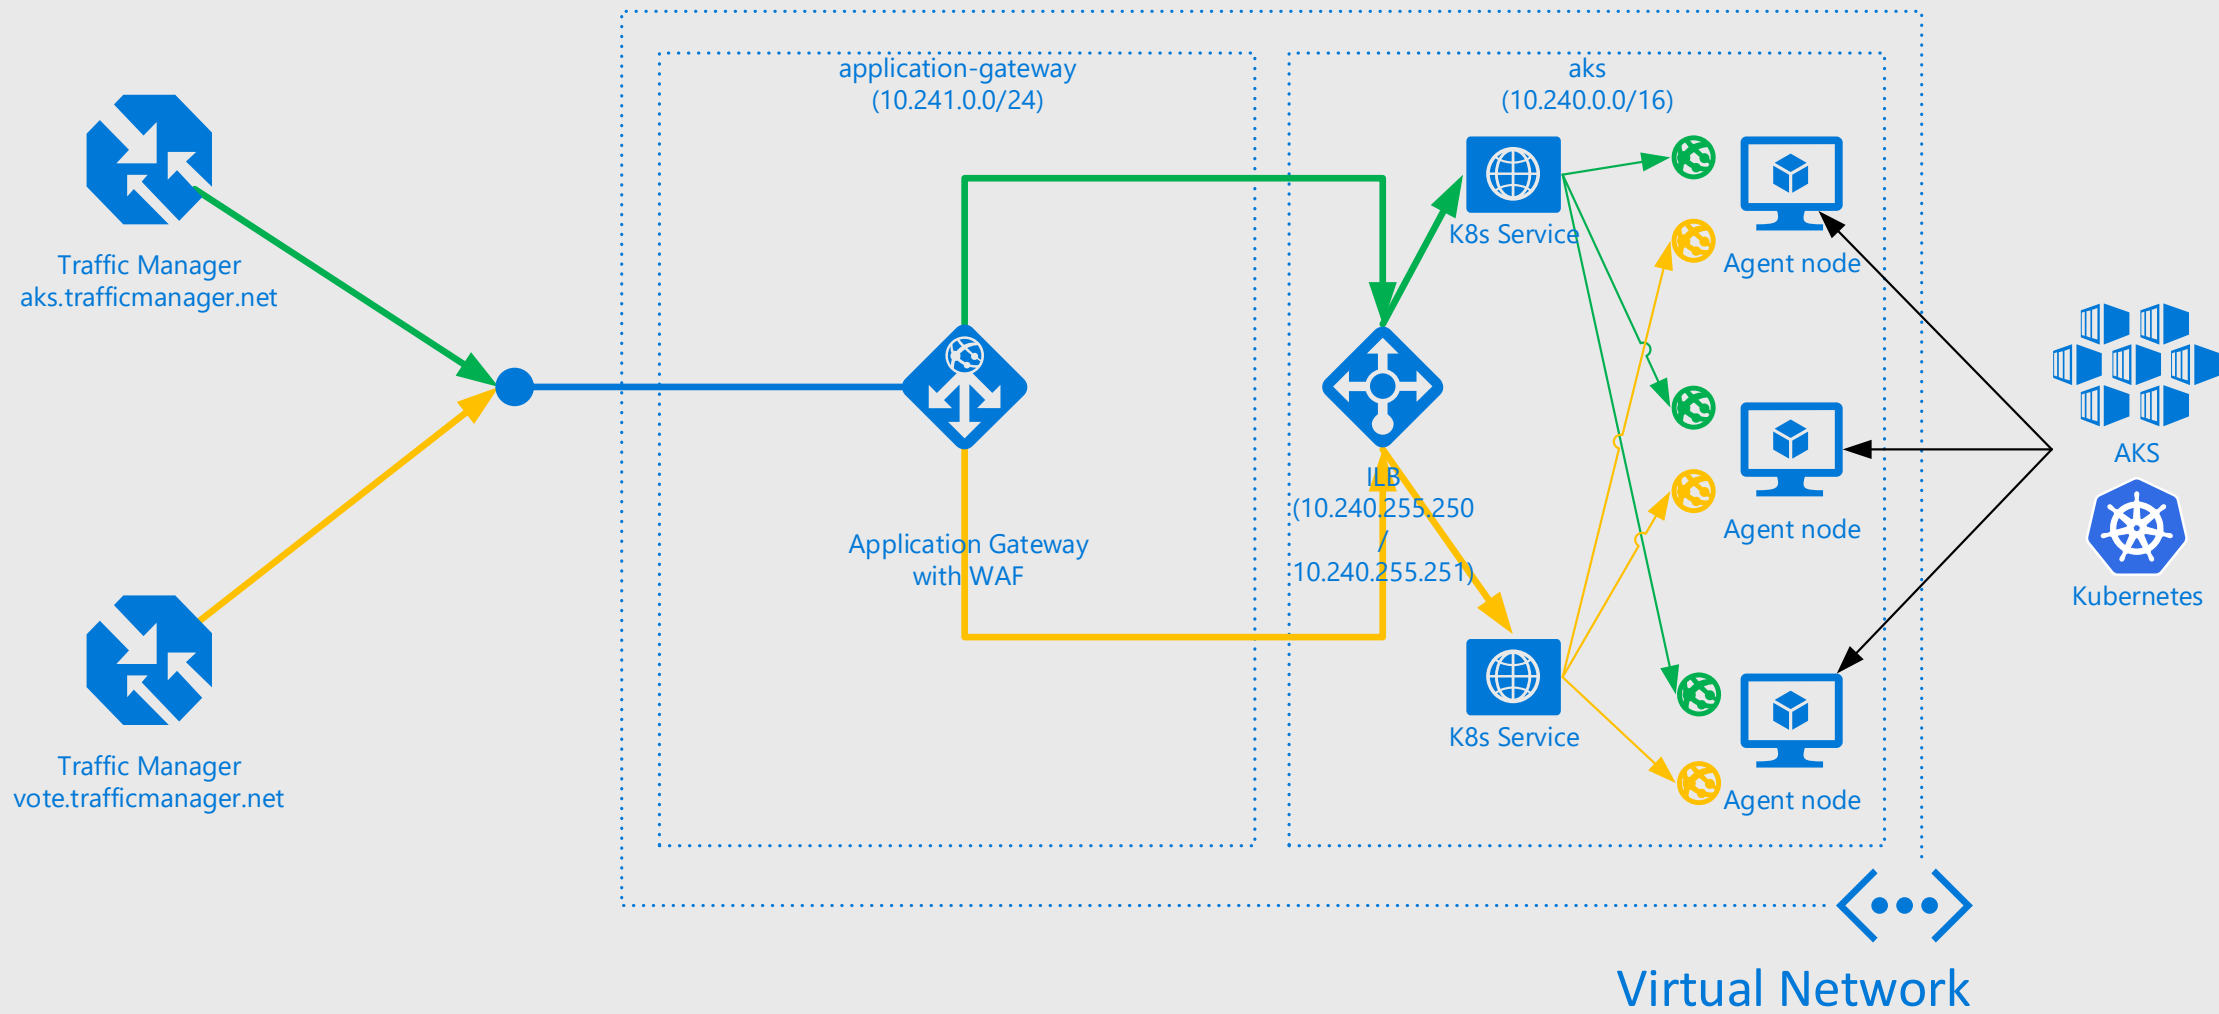 application-gateway
(10.241.0.0/24)
aks
(10.240.0.0/16)
Traffic Manager
aks.trafficmanager.net
K8s Service
Agent node
AKS
Kubernetes
ILB
(10.240.255.250
/
10.240.255.251)
Application Gateway
with WAF
Agent node
Traffic Manager
vote.trafficmanager.net
K8s Service
Agent node
Virtual Network